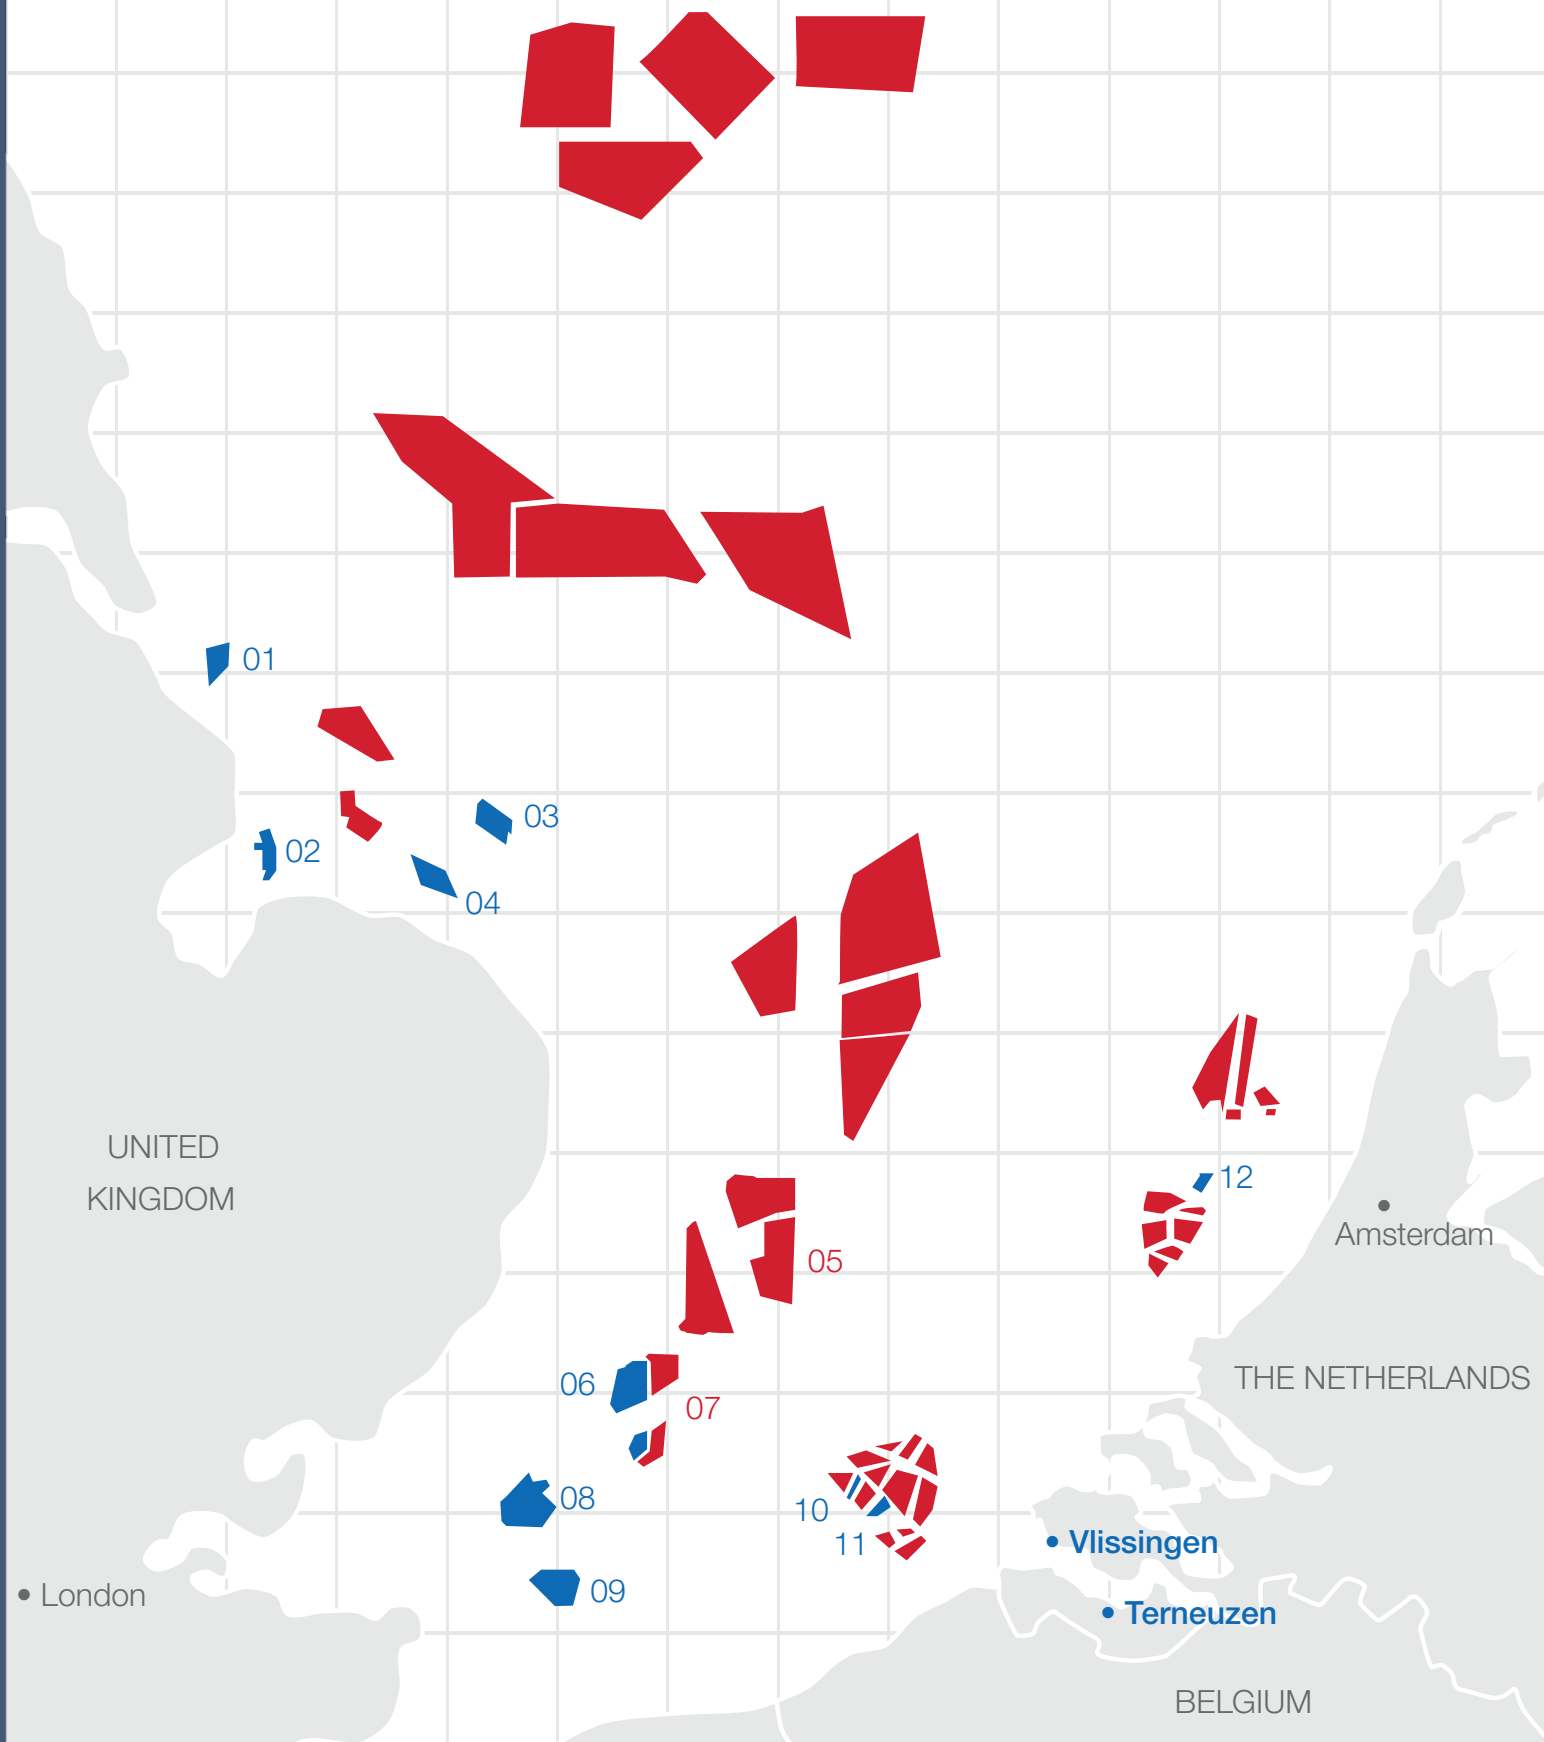 01
03
02
04
UNITED
KINGDOM
12
Amsterdam
05
THE NETHERLANDS
06
07
08
10
11
Vlissingen
London
09
Terneuzen
BELGIUM